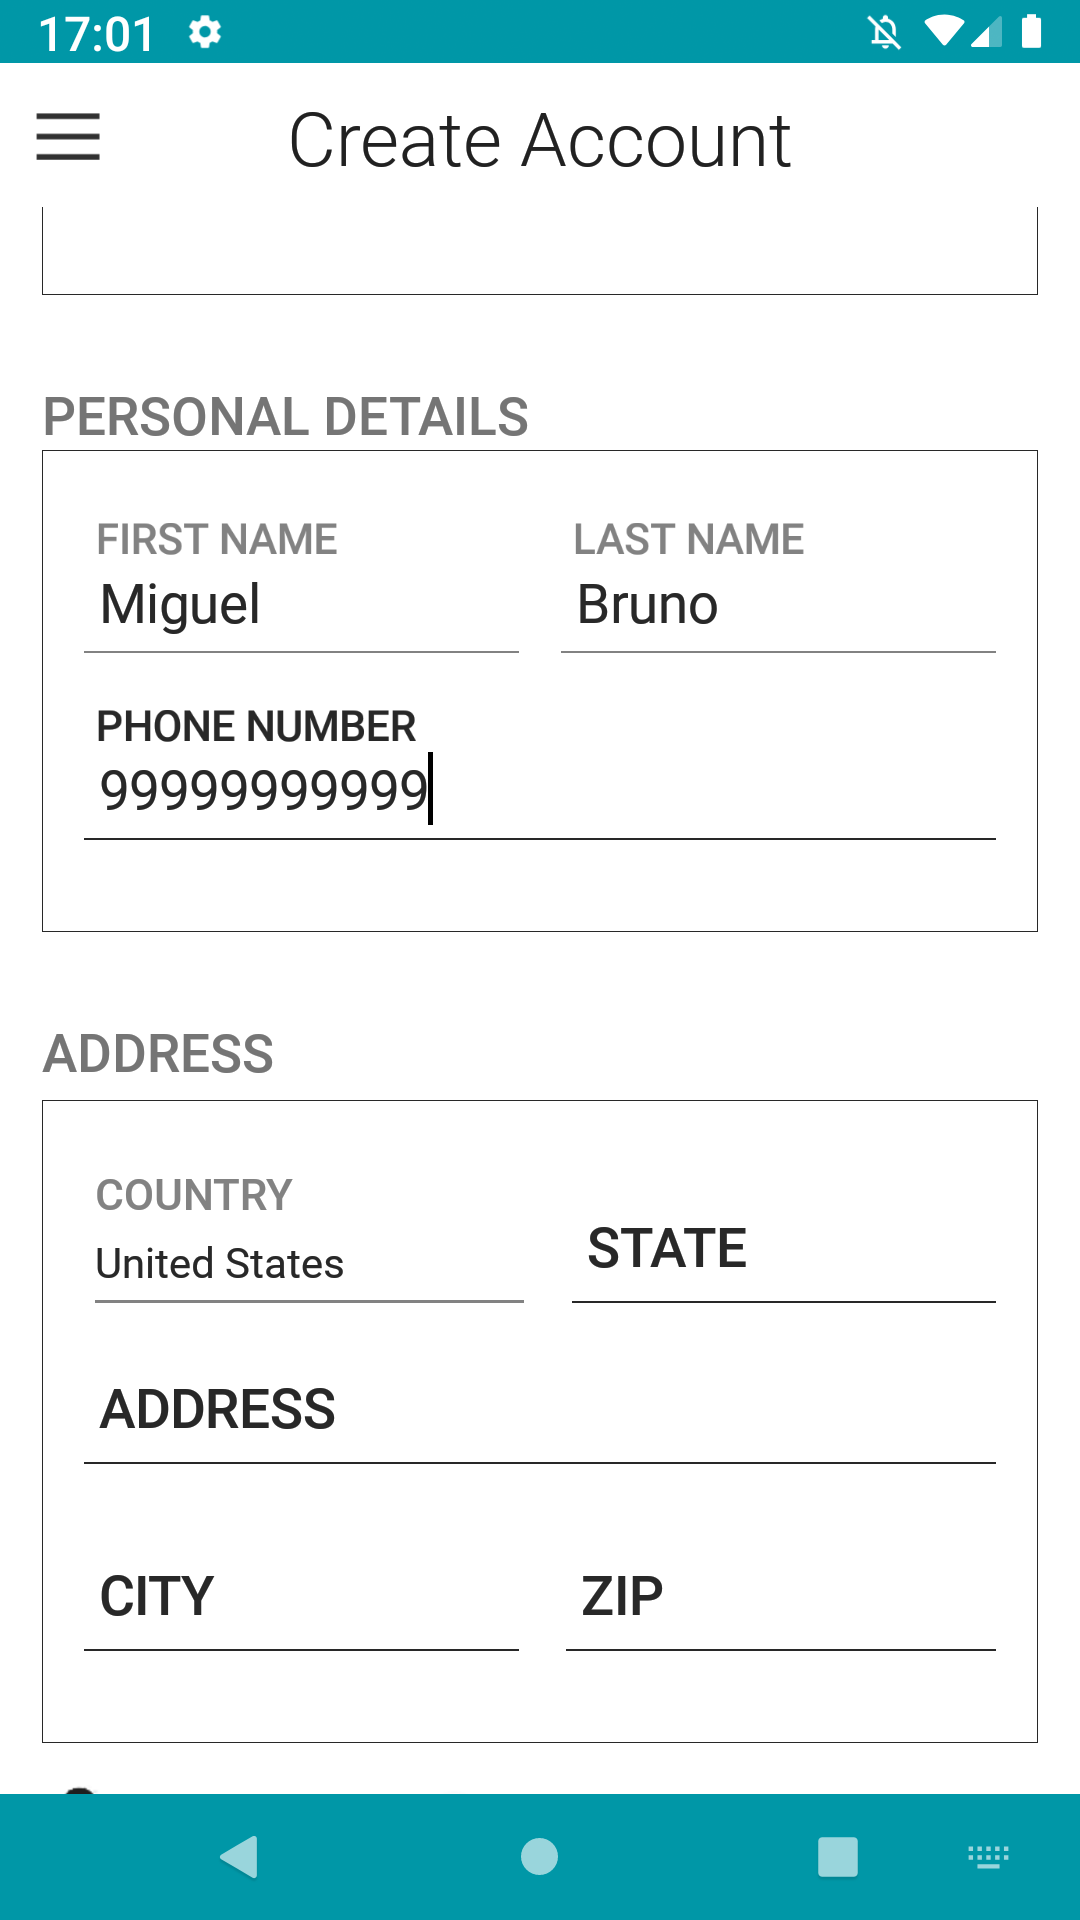 17:01
Create Account
PERSONAL DETAILS
FIRST NAME LAST NAME
Miguel Bruno
PHONE NUMBER
99999999999
ADDRESS
COUNTRY
United States STATE
ADDRESS
CITY ZIP